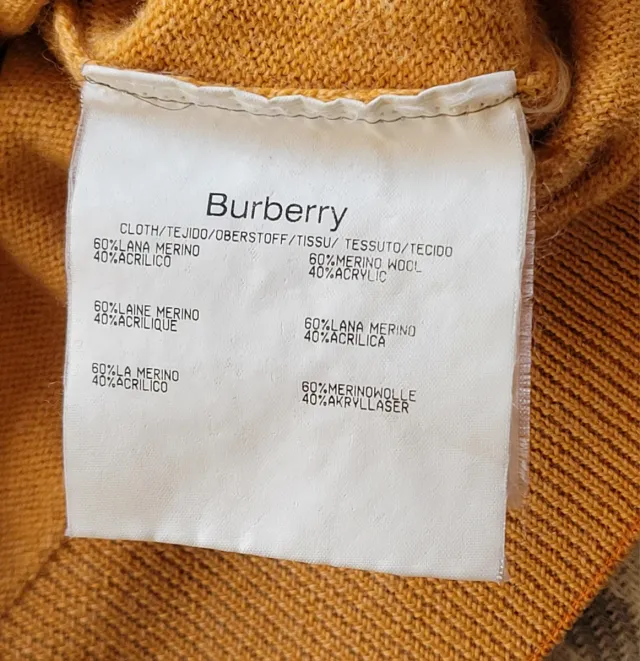 Burberry
CLOTH/TEJIDO/OBERSTOFF/TISSU/ TESSUTO/TECIDO
60%LANA MERINO
40%ACRILICO
60%MERINO WOOL
40%ACRYLIC
60%LAINE MERINO
40%ACRILIQUE
60%LANA MERINO
40%ACRILICA
60%LA MERINO
40%ACRILICO
60%MERINOWOLLE
40%AKRYLLASER